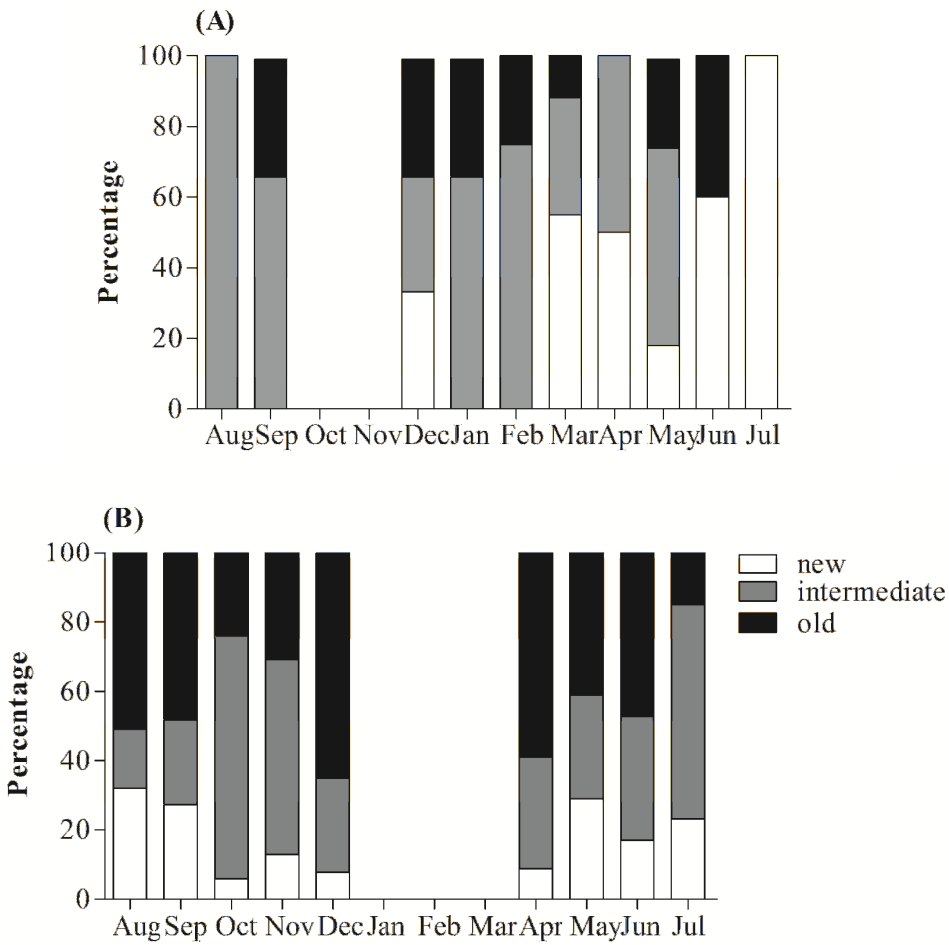 (A)
Percentage
100
80
60
40
20
0
Aug Sep Oct Nov Dec Jan Feb Mar Apr May Jun Jul
(B)
Percentage
100
80
60
40
20
0
Aug Sep Oct Nov Dec Jan Feb Mar Apr May Jun Jul
new
intermediate
old